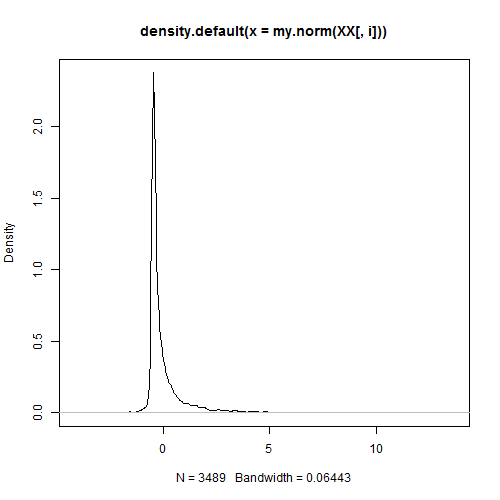 density.default(x = my.norm(XX[, i]))
Density
2.0
1.5
1.0
0.5
0.0
0 5 10
N = 3489 Bandwidth = 0.06443